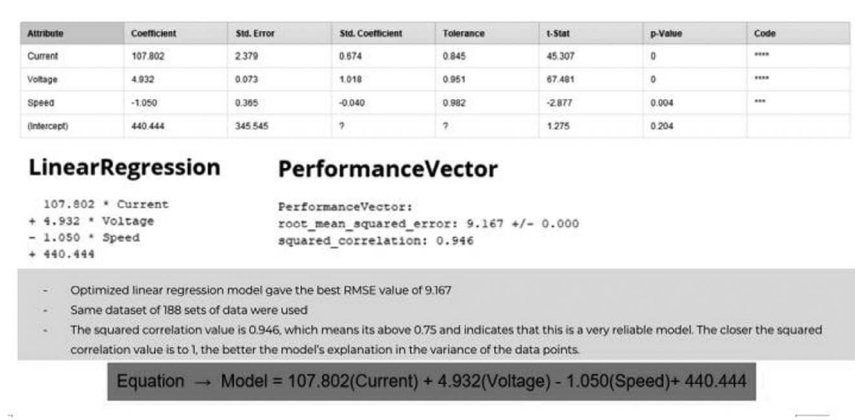 Attribute Coefficient Std. Error Std. Coefficient Tolerance t-Stat p-Value Code
Current 107.802 2.379 0.674 0.845 45.307 0 ****
Voltage 4.932 0.073 1.018 0.951 67.481 0 ****
Speed -1.050 0.365 -0.040 0.982 -2.877 0.004 ***
(Intercept) 440.444 345.545 ? ? 1.275 0.204
LinearRegression
107.802 * Current
+ 4.932 * Voltage
- 1.050 * Speed
+ 440.444
PerformanceVector
PerformanceVector:
root_mean_squared_error: 9.167 +/- 0.000
squared_correlation: 0.946
- Optimized linear regression model gave the best RMSE value of 9.167
- Same dataset of 188 sets of data were used
- The squared correlation value is 0.946, which means its above 0.75 and indicates that this is a very reliable model. The closer the squared
correlation value is to 1, the better the model's explanation in the variance of the data points.
Equation → Model = 107.802(Current) + 4.932(Voltage) - 1.050(Speed)+ 440.444